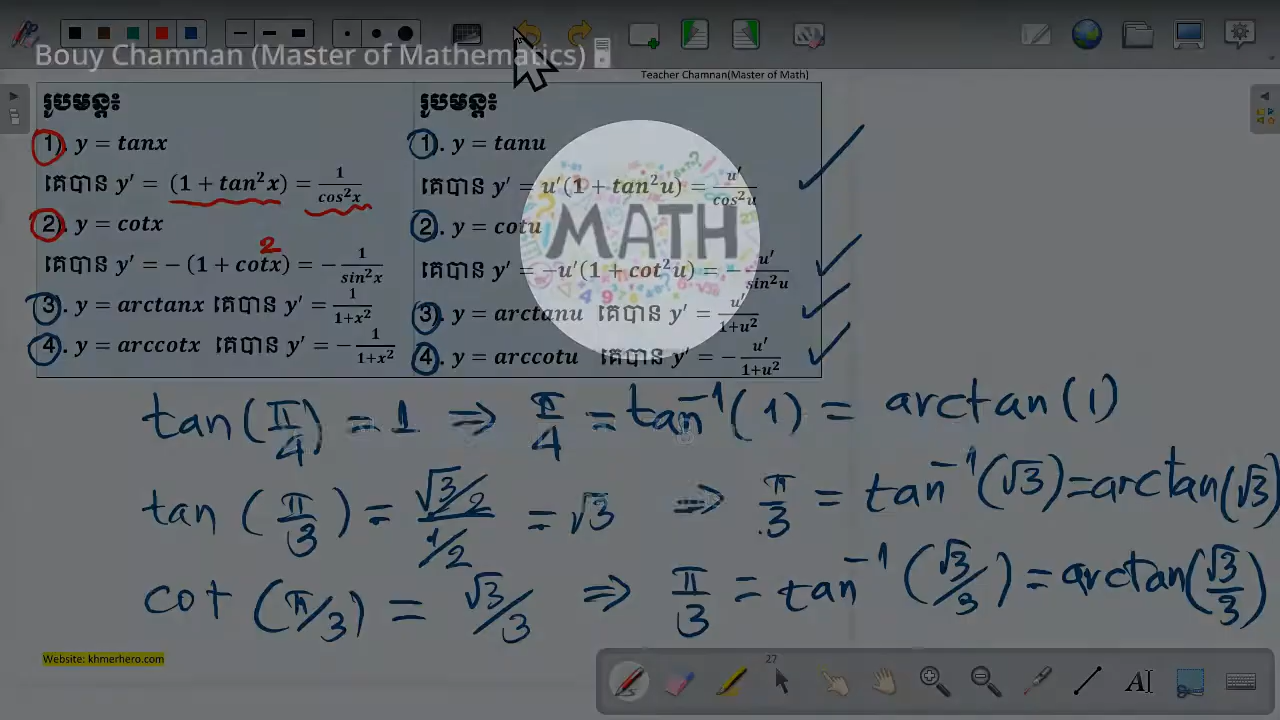 Bouy Chamnan (Master of Mathematics)
Teacher Chamnan(Master of Math)
រូបមន្ត៖
1). y = tanx
គេបាន y′ = (1 + tan²x) = 1/cos²x
2). y = cotx
គេបាន y′ = −(1 + cot²x) = − 1/sin²x
3). y = arctanx គេបាន y′ = 1/1+x²
4). y = arccotx គេបាន y′ = − 1/1+x²
រូបមន្ត៖
1). y = tanu
គេបាន y′ = u′(1 + tan²u) = u′/cos²u
2). y = cotu
គេបាន y′ = −u′(1 + cot²u) = − u′/sin²u
3). y = arctanu គេបាន y′ = u′/1+u²
4). y = arccotu គេបាន y′ = − u′/1+u²
MATH
tan(π/4) = 1 ⇒ π/4 = tan⁻¹(1) = arctan(1)
tan(π/3) = (√3/2)/(1/2) = √3 ⇒ π/3 = tan⁻¹(√3) = arctan(√3)
cot(π/3) = √3/3 ⇒ π/3 = tan⁻¹(√3/3) = arctan(√3/3)
Website: khmerhero.com
27